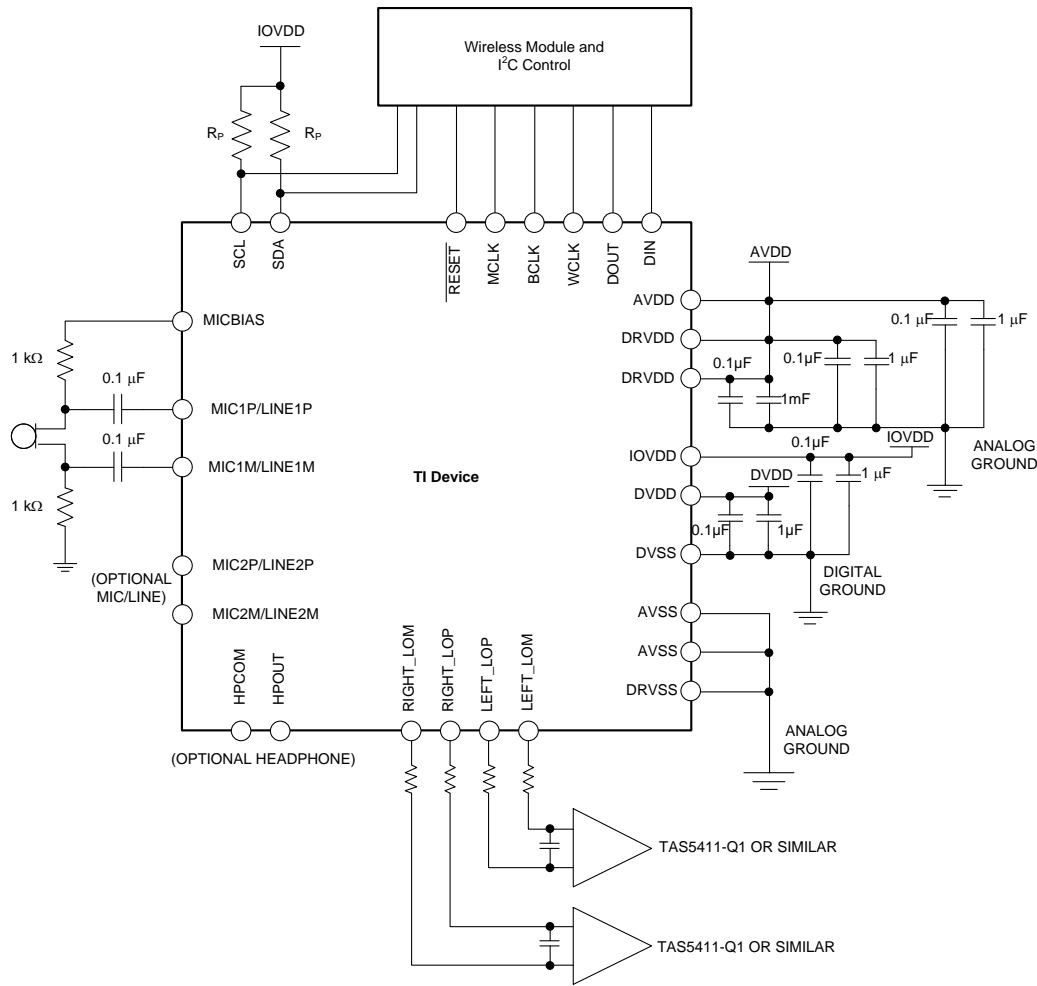 IOVDD
Wireless Module and
I2C Control
RP
RP
SCL
SDA
RESET
MCLK
BCLK
WCLK
DOUT
DIN
AVDD
AVDD
0.1 μF
1 μF
MICBIAS
DRVDD
1 kΩ
0.1μF
0.1μF
1 μF
0.1 μF
DRVDD
1mF
MIC1P/LINE1P
0.1 μF
0.1μF
IOVDD
ANALOG
GROUND
IOVDD
MIC1M/LINE1M
TI Device
DVDD
1 μF
DVDD
1 kΩ
0.1μF
1μF
DVSS
MIC2P/LINE2P
(OPTIONAL
MIC/LINE)
DIGITAL
GROUND
MIC2M/LINE2M
AVSS
AVSS
DRVSS
HPCOM
HPOUT
RIGHT_LOM
RIGHT_LOP
LEFT_LOP
LEFT_LOM
ANALOG
GROUND
(OPTIONAL HEADPHONE)
TAS5411-Q1 OR SIMILAR
TAS5411-Q1 OR SIMILAR